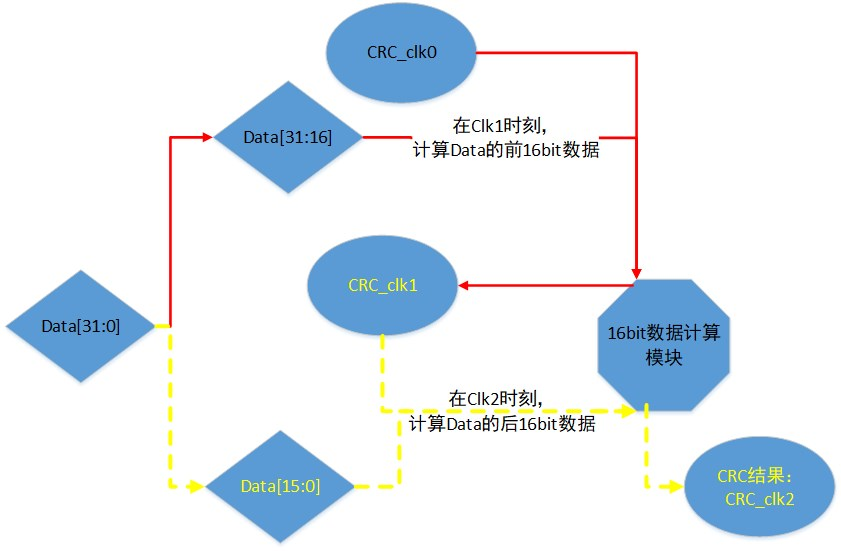 CRC_clk0
Data[31:16]
在Clk1时刻，
计算Data的前16bit数据
CRC_clk1
Data[31:0]
16bit数据计算
模块
在Clk2时刻，
计算Data的后16bit数据
Data[15:0]
CRC结果：
CRC_clk2